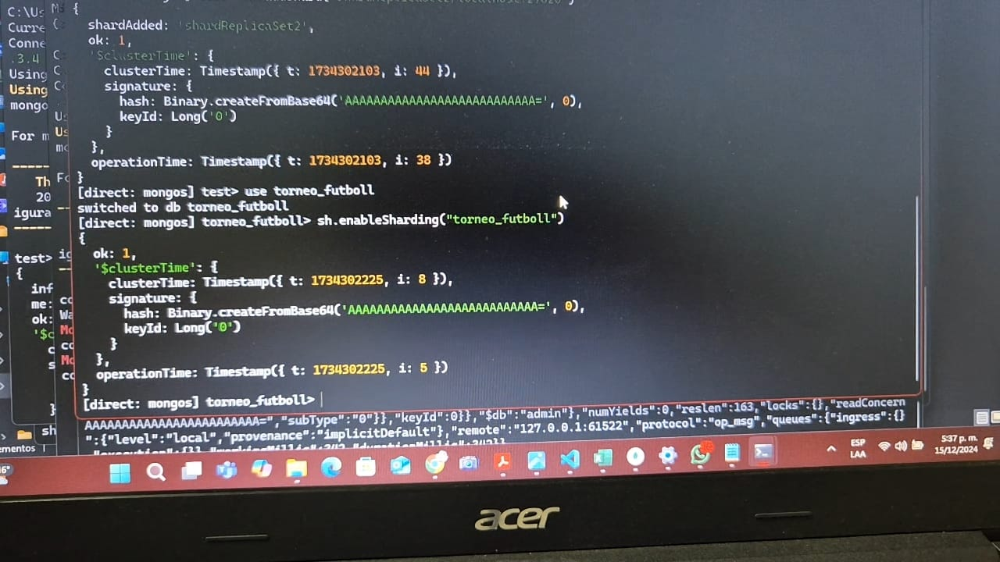 C:\Us
Curre
Conne
.3.4
Using
Using
mongo
For m
Th
20
igura
test>
{
inf
me:
ok:
'$c
c
s
}
sh
{
shardAdded: 'shardReplicaSet2',
ok: 1,
'$clusterTime': {
clusterTime: Timestamp({ t: 1734302103, i: 44 }),
signature: {
hash: Binary.createFromBase64('AAAAAAAAAAAAAAAAAAAAAAAAAAA=', 0),
keyId: Long('0')
}
},
operationTime: Timestamp({ t: 1734302103, i: 38 })
}
[direct: mongos] test> use torneo_futboll
switched to db torneo_futboll
[direct: mongos] torneo_futboll> sh.enableSharding("torneo_futboll")
{
ok: 1,
'$clusterTime': {
clusterTime: Timestamp({ t: 1734302225, i: 8 }),
signature: {
hash: Binary.createFromBase64('AAAAAAAAAAAAAAAAAAAAAAAAAAA=', 0),
keyId: Long('0')
}
},
operationTime: Timestamp({ t: 1734302225, i: 5 })
}
[direct: mongos] torneo_futboll>
AAAAAAAAAAAAAAAAAAAAAAAAAAA=","subType":"0"}},"keyId":0}},"$db":"admin"},"numYields":0,"reslen":163,"locks":{},"readConcern
":{"level":"local","provenance":"implicitDefault"},"remote":"127.0.0.1:61522","protocol":"op_msg","queues":{"ingress":{}
ementos
16°
ESP
LAA
5:37 p. m.
15/12/2024
acer